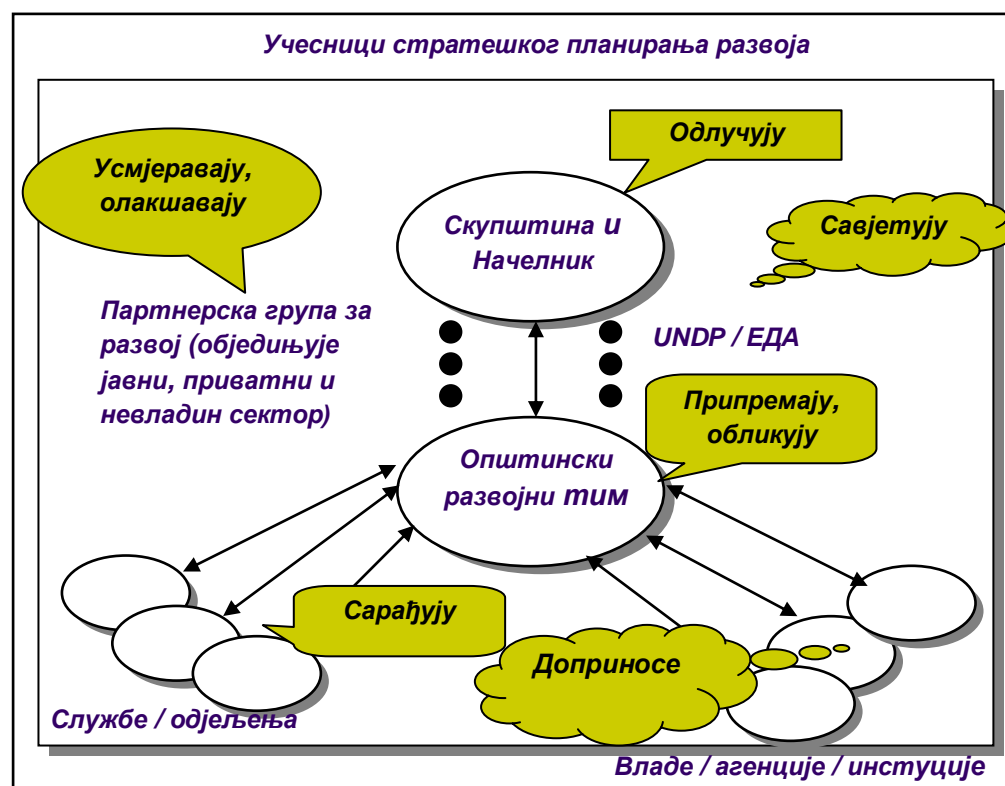 Учесници стратешког планирања развоја
Одлучују
Усмјеравају,
олакшавају
Скупштина и
Начелник
Савјетују
Партнерска група за
развој (обједињује
јавни, приватни и
невладин сектор)
UNDP / ЕДА
Припремају,
обликују
Општински
развојни тим
Сарађују
Доприносе
Службе / одјељења
Владе / агенције / инстуције